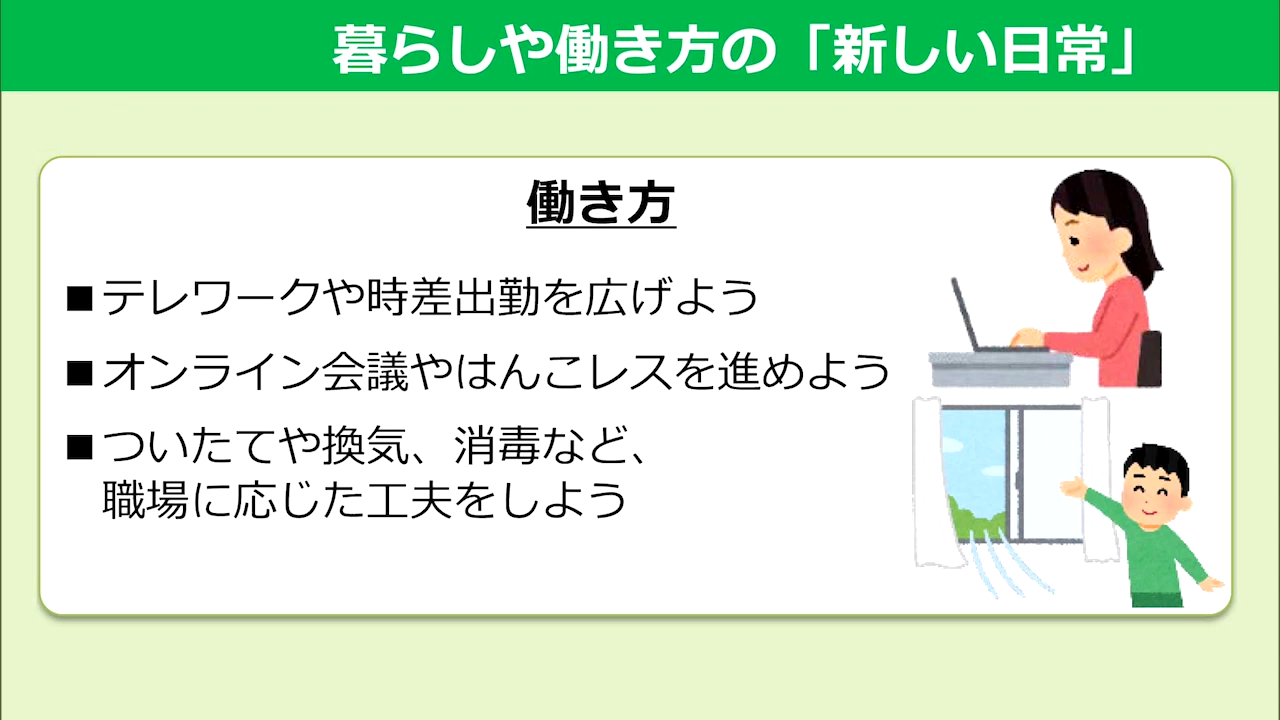 暮らしや働き方の「新しい日常」
働き方
■テレワークや時差出勤を広げよう
■オンライン会議やはんこレスを進めよう
■ついたてや換気、消毒など、
職場に応じた工夫をしよう